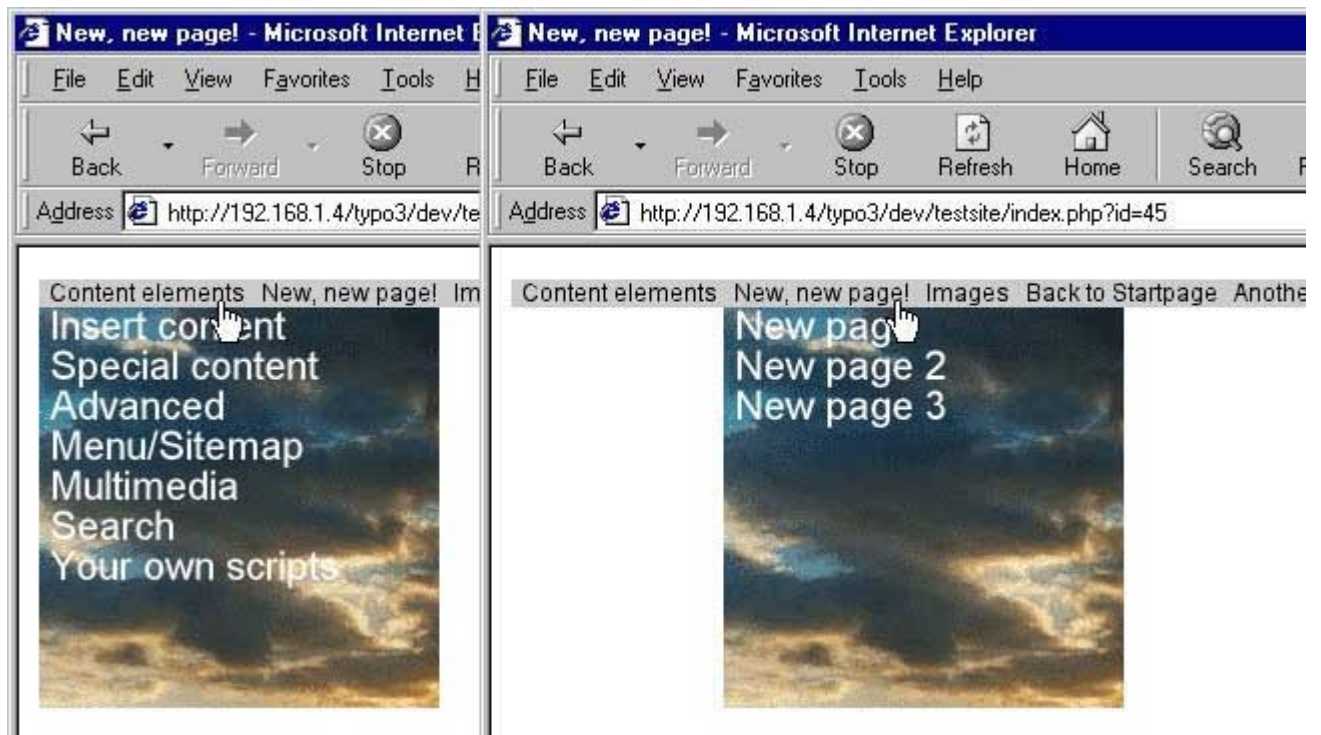 New, new page! - Microsoft Internet
File Edit View Favorites Tools H
Back Forward Stop R
Address http://192.168.1.4/typo3/dev/te
Content elements New, new page! Im
Insert content
Special content
Advanced
Menu/Sitemap
Multimedia
Search
Your own scripts
New, new page! - Microsoft Internet Explorer
File Edit View Favorites Tools Help
Back Forward Stop Refresh Home Search
Address http://192.168.1.4/typo3/dev/testsite/index.php?id=45
Content elements New, new page! Images Back to Startpage Anothe
New page
New page 2
New page 3